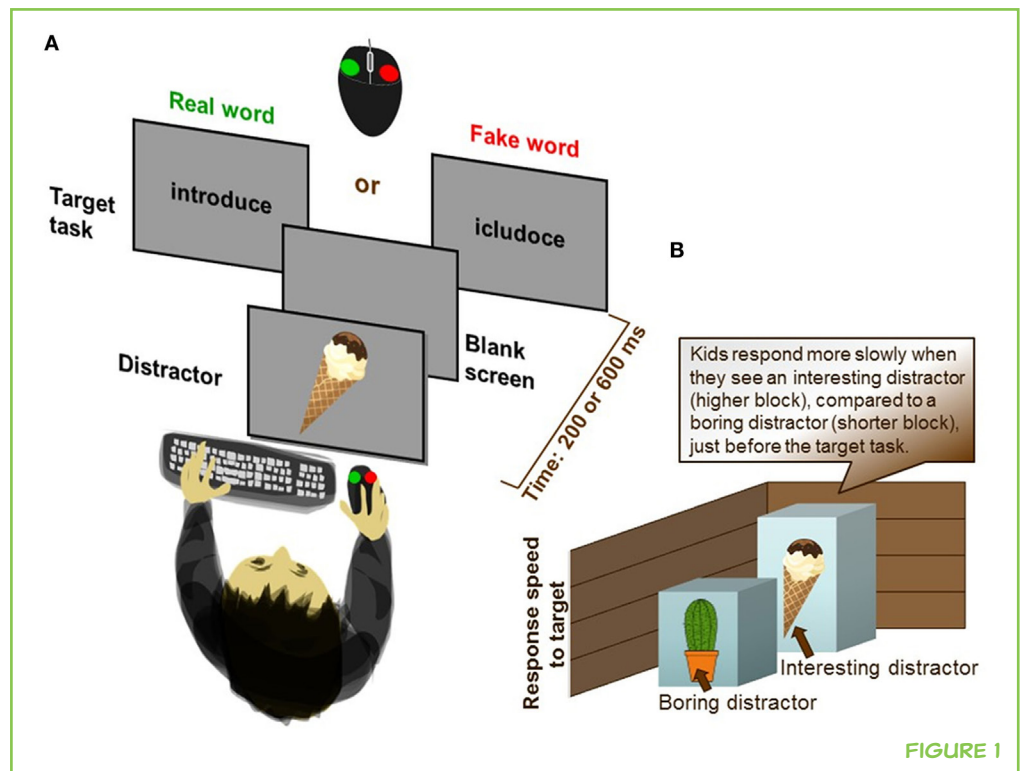 A
Real word
Fake word
or
Target
task
introduce
icludoce
B
Distractor
Blank
screen
Time: 200 or 600 ms
Kids respond more slowly when
they see an interesting distractor
(higher block), compared to a
boring distractor (shorter block),
just before the target task.
Response speed
to target
Interesting distractor
Boring distractor
FIGURE 1